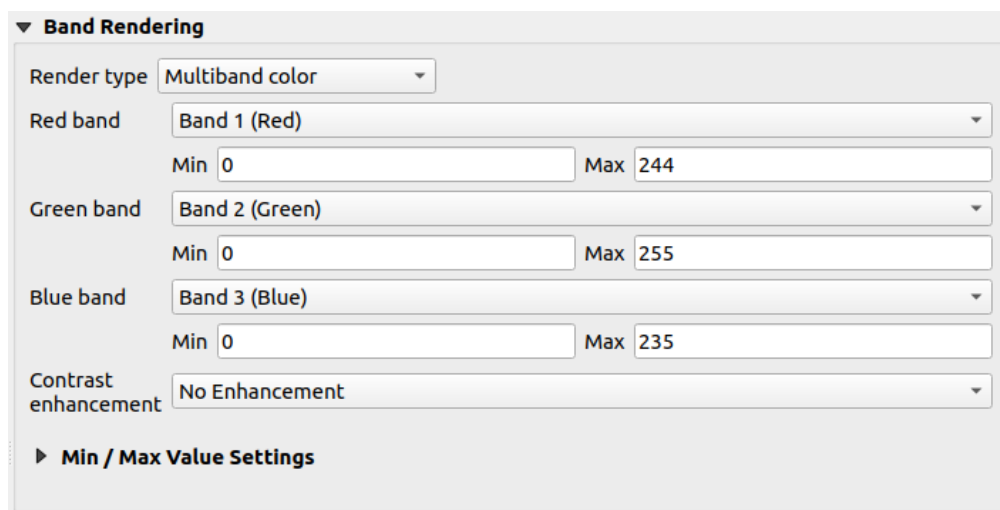 Band Rendering
Render type Multiband color
Red band Band 1 (Red)
Min 0 Max 244
Green band Band 2 (Green)
Min 0 Max 255
Blue band Band 3 (Blue)
Min 0 Max 235
Contrast
enhancement No Enhancement
Min / Max Value Settings